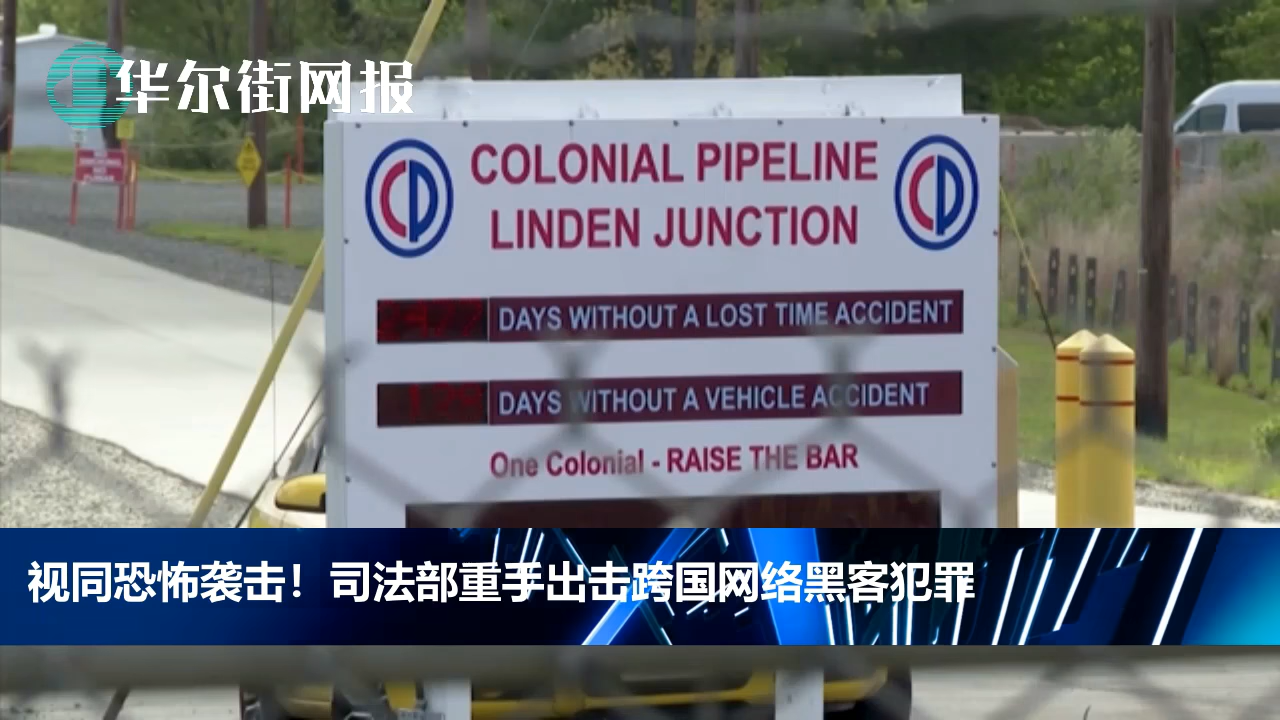 华尔街网报
COLONIAL PIPELINE
LINDEN JUNCTION
DAYS WITHOUT A LOST TIME ACCIDENT
DAYS WITHOUT A VEHICLE ACCIDENT
One Colonial - RAISE THE BAR
视同恐怖袭击！司法部重手出击跨国网络黑客犯罪